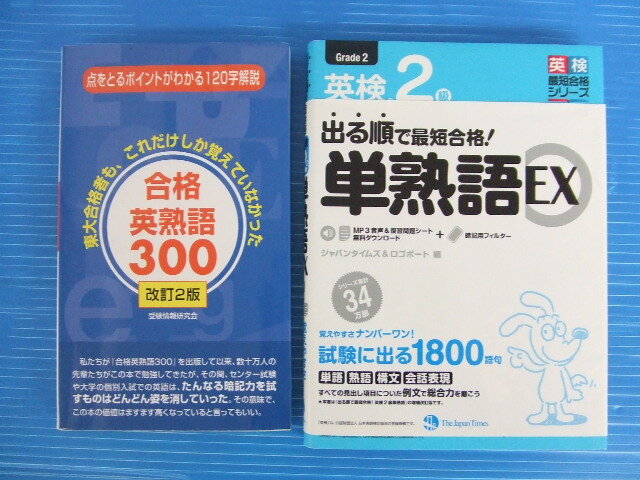 点をとるポイントがわかる120字解説
東大合格者も、これだけしか覚えていなかった
合格
英熟語
300
改訂2版
受験情報研究会
私たちが『合格英熟語300』を出版して以来、数十万人の
先輩たちがこの本で勉強してきたが、その間、センター試験
や大学の個別入試での英語は、たんなる暗記力を試
すものはどんどん姿を消していった。その意味で、
この本の価値はますます高くなっていると言ってもいい。
Grade 2
英検2級
英検
最短合格
シリーズ
出る順で最短合格!
単熟語EX
MP3音声&復習問題シート
無料ダウンロード
+
暗記用フィルター
ジャパンタイムズ&ロゴポート 編
シリーズ累計
34
万部
覚えやすさナンバーワン!
試験に出る1800語句
単語 熟語 構文 会話表現
すべての見出し項目についた例文で総合力を磨こう
The Japan Times